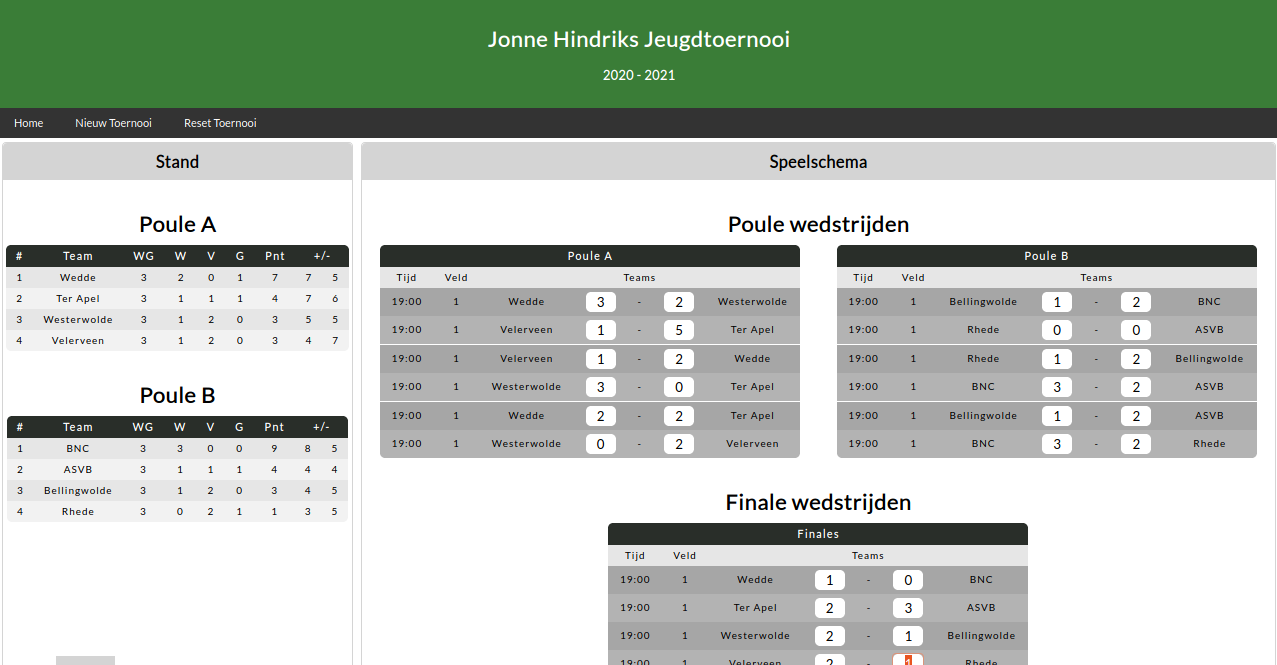 Jonne Hindriks Jeugdtoernooi
2020 - 2021
Home Nieuw Toernooi Reset Toernooi
Stand
Poule A
# Team WG W V G Pnt +/-
1 Wedde 3 2 0 1 7 7 5
2 Ter Apel 3 1 1 1 4 7 6
3 Westerwolde 3 1 2 0 3 5 5
4 Velerveen 3 1 2 0 3 4 7
Poule B
# Team WG W V G Pnt +/-
1 BNC 3 3 0 0 9 8 5
2 ASVB 3 1 1 1 4 4 4
3 Bellingwolde 3 1 2 0 3 4 5
4 Rhede 3 0 2 1 1 3 5
Speelschema
Poule wedstrijden
Poule A
Tijd Veld Teams
19:00 1 Wedde 3 - 2 Westerwolde
19:00 1 Velerveen 1 - 5 Ter Apel
19:00 1 Velerveen 1 - 2 Wedde
19:00 1 Westerwolde 3 - 0 Ter Apel
19:00 1 Wedde 2 - 2 Ter Apel
19:00 1 Westerwolde 0 - 2 Velerveen
Poule B
Tijd Veld Teams
19:00 1 Bellingwolde 1 - 2 BNC
19:00 1 Rhede 0 - 0 ASVB
19:00 1 Rhede 1 - 2 Bellingwolde
19:00 1 BNC 3 - 2 ASVB
19:00 1 Bellingwolde 1 - 2 ASVB
19:00 1 BNC 3 - 2 Rhede
Finale wedstrijden
Finales
Tijd Veld Teams
19:00 1 Wedde 1 - 0 BNC
19:00 1 Ter Apel 2 - 3 ASVB
19:00 1 Westerwolde 2 - 1 Bellingwolde
19:00 1 Velerveen 2 - 1 Rhede